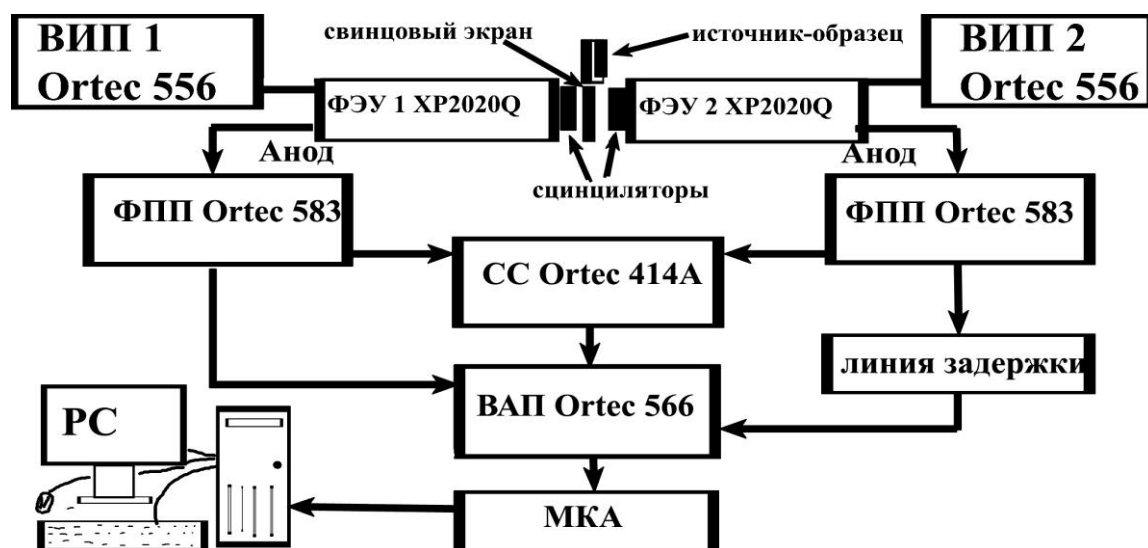 ВИП 1
Ortec 556
свинцовый экран
источник-образец
ВИП 2
Ortec 556
ФЭУ 1 XP2020Q
ФЭУ 2 XP2020Q
Анод
Анод
сцинциляторы
ФПП Ortec 583
ФПП Ortec 583
СС Ortec 414A
линия задержки
ВАП Ortec 566
PC
МКА